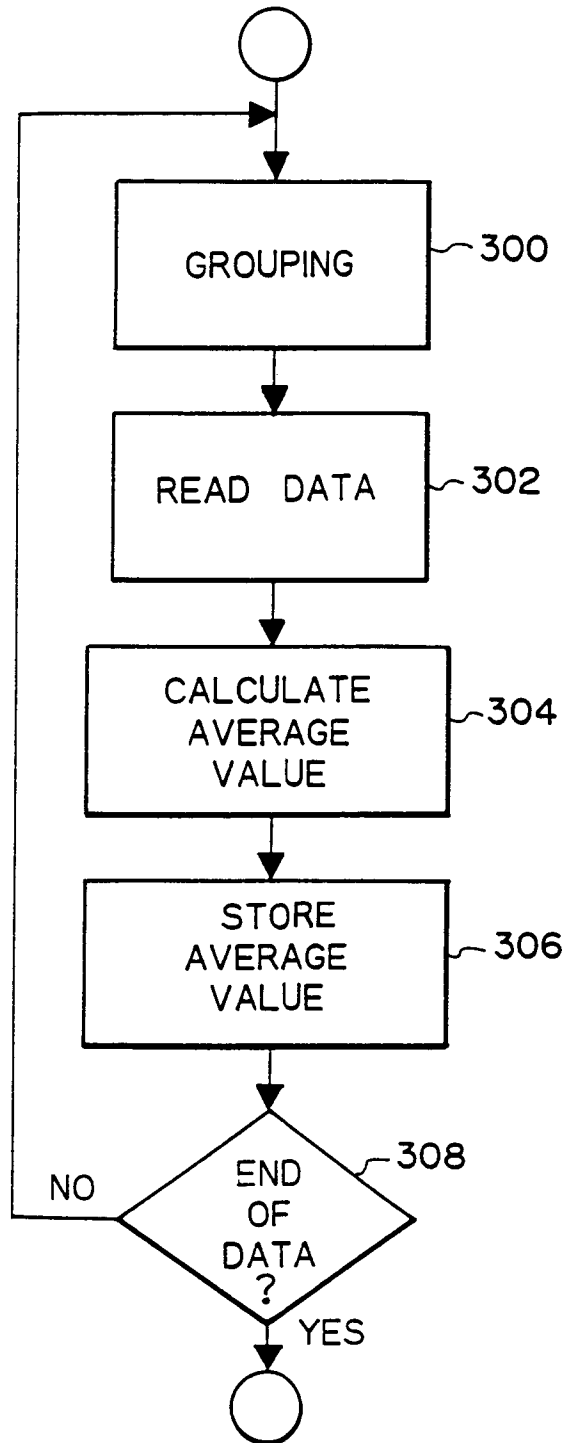 GROUPING
300
READ DATA
302
CALCULATE
AVERAGE
VALUE
304
STORE
AVERAGE
VALUE
306
308
END
OF
DATA
?
NO
YES